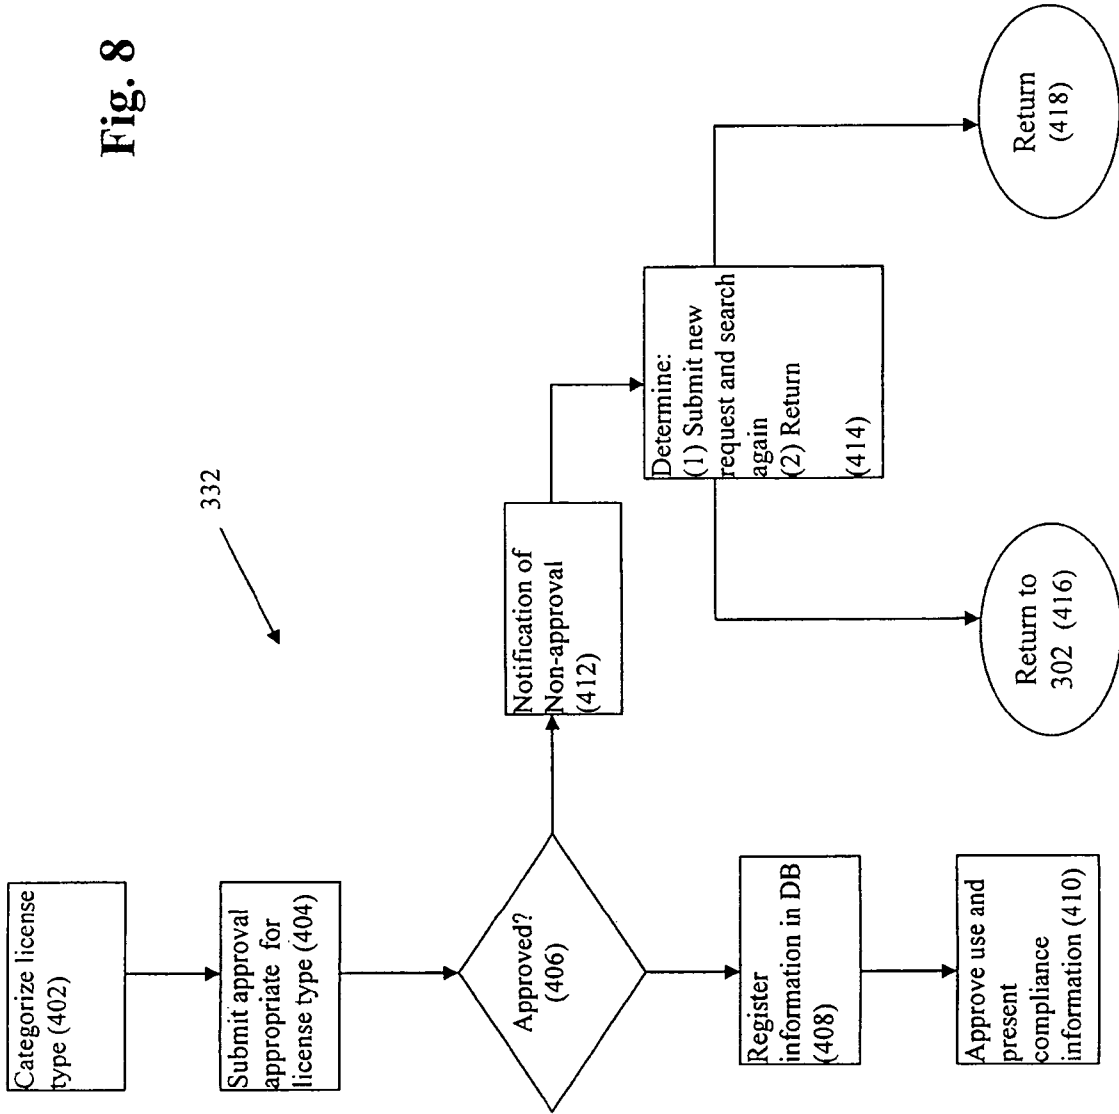 Fig. 8
332
Categorize license
type (402)
Submit approval
appropriate for
license type (404)
Approved?
(406)
Notification of
Non-approval
(412)
Register
information in DB
(408)
Approve use and
present
compliance
information (410)
Determine:
(1) Submit new
request and search
again
(2) Return
(414)
Return to
302 (416)
Return
(418)